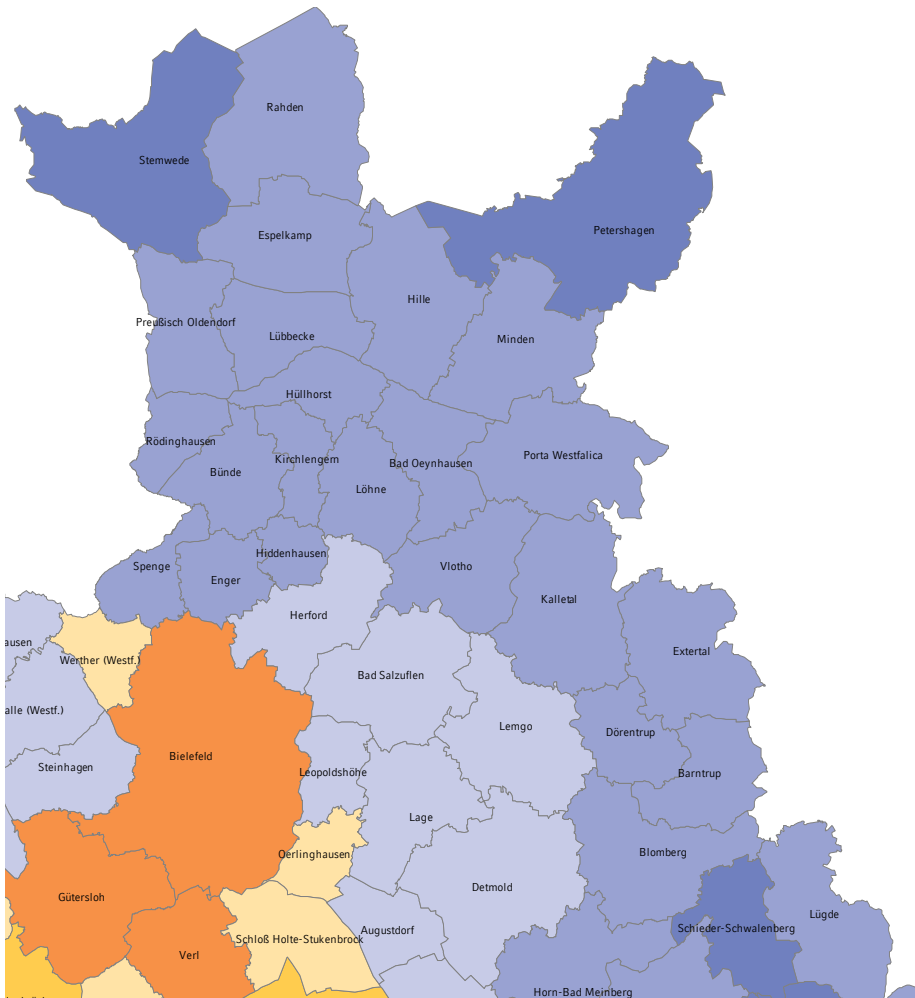 Rahden
Stemwede
Petershagen
Espelkamp
Hille
Preußisch Oldendorf
Lübbecke
Minden
Hüllhorst
Rödinghausen
Kirchlengern
Bad Oeynhausen
Porta Westfalica
Bünde
Löhne
Hiddenhausen
Spenge
Vlotho
Enger
Kalletal
Herford
ausen
Extertal
Werther (Westf.)
Bad Salzuflen
alle (Westf.)
Lemgo
Dörentrup
Bielefeld
Steinhagen
Leopoldshöhe
Barntrup
Lage
Oerlinghausen
Blomberg
Detmold
Gütersloh
Lügde
Schieder-Schwalenberg
Augustdorf
Schloß Holte-Stukenbrock
Verl
Horn-Bad Meinberg